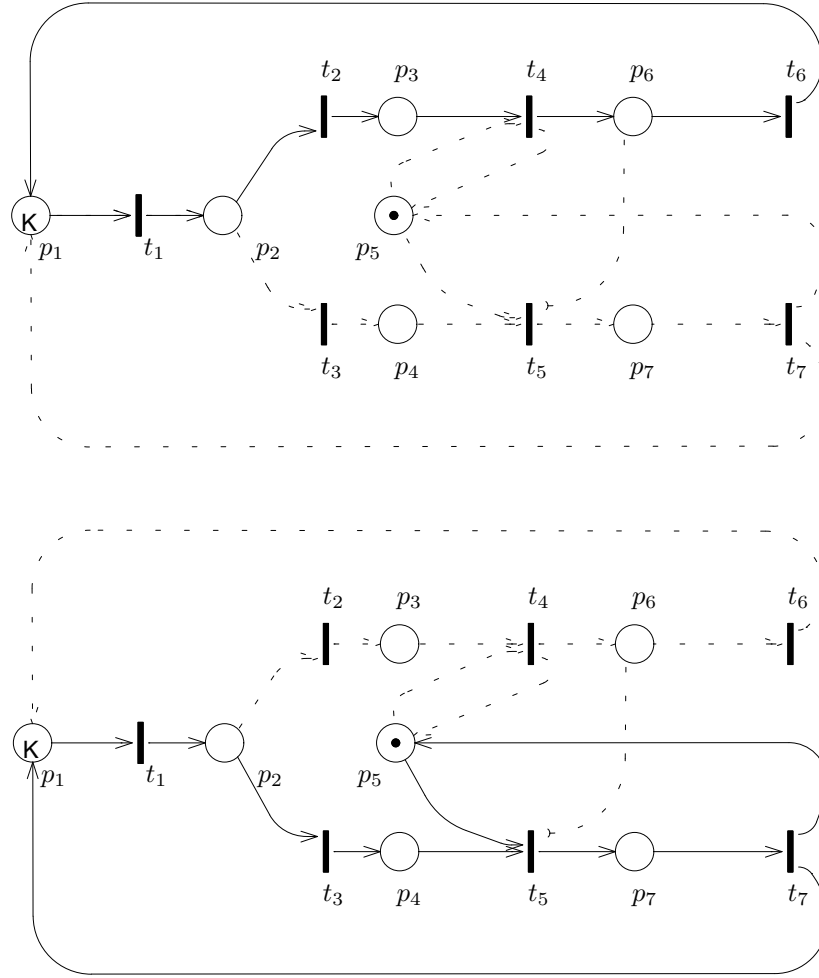 t₂ p₃ t₄ p₆ t₆
K
p₁ t₁ p₂ p₅
t₃ p₄ t₅ p₇ t₇
t₂ p₃ t₄ p₆ t₆
K
p₁ t₁ p₂ p₅
t₃ p₄ t₅ p₇ t₇